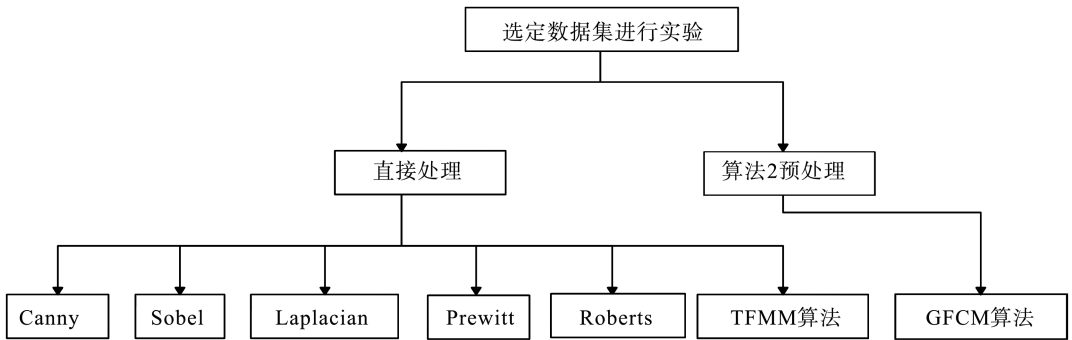 选定数据集进行实验
直接处理
算法2预处理
Canny
Sobel
Laplacian
Prewitt
Roberts
TFMM算法
GFCM算法